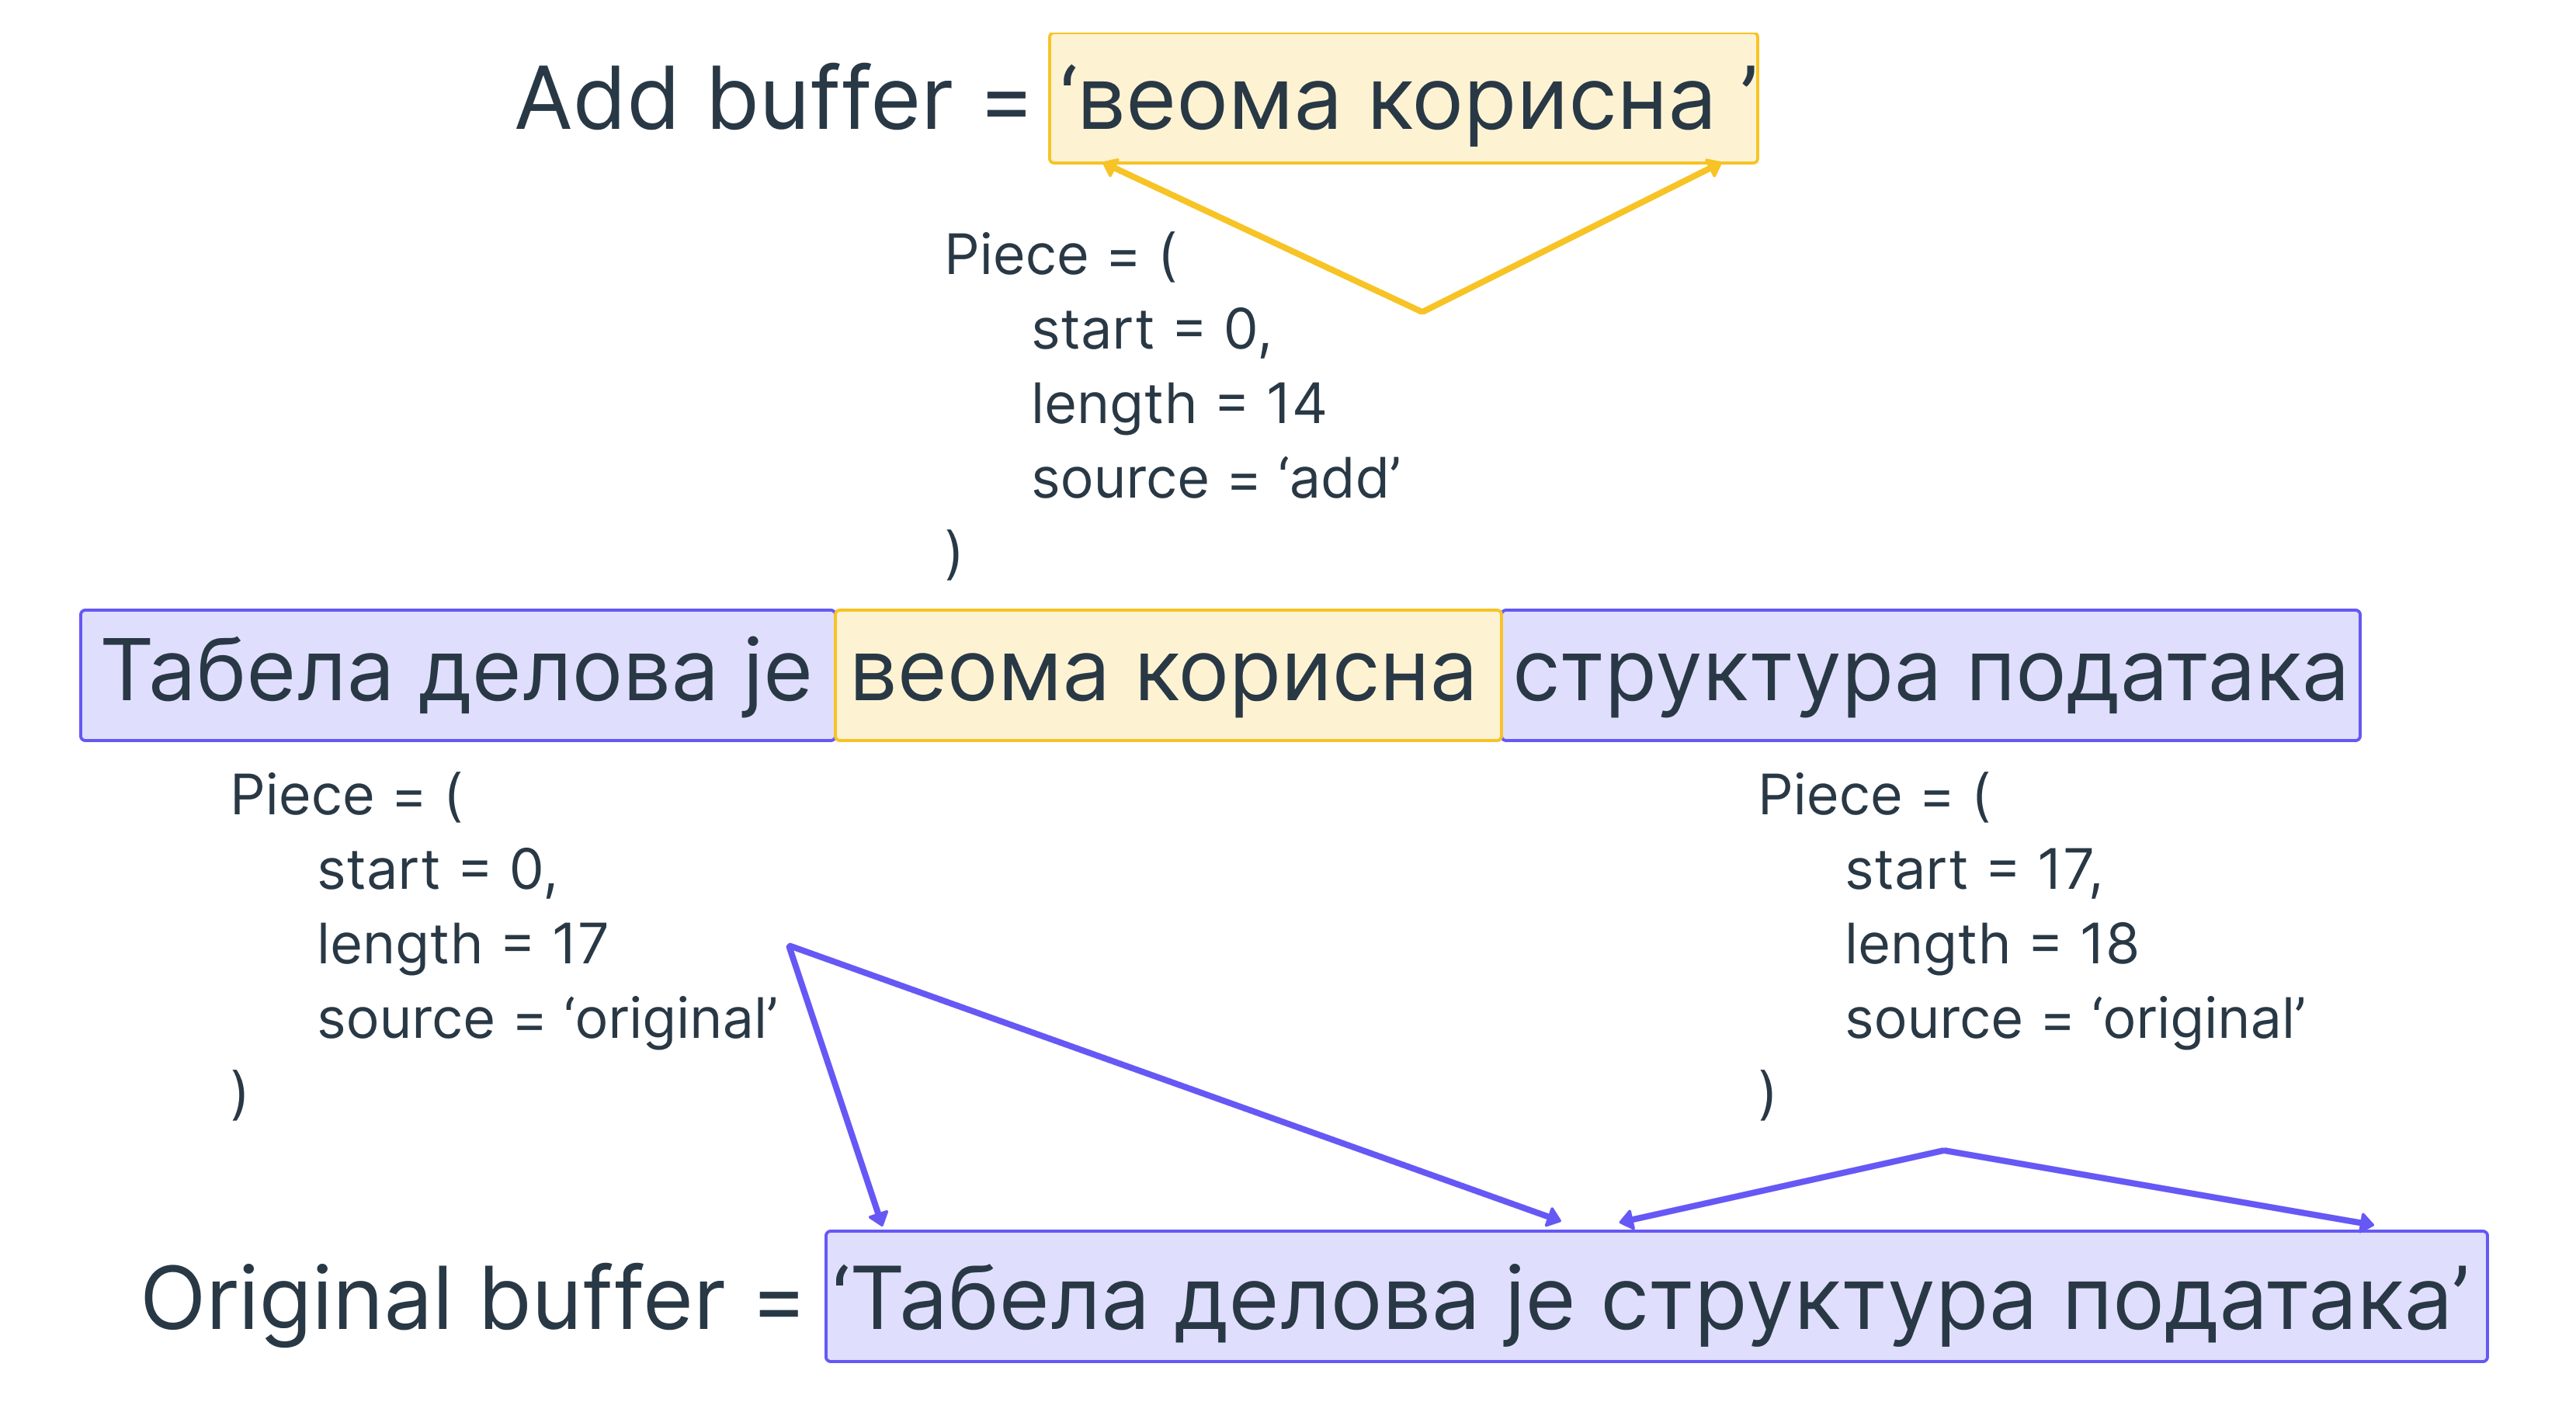 Add buffer = ‘веома корисна ’
Piece = (
start = 0,
length = 14
source = ‘add’
)
Табела делова је веома корисна структура података
Piece = (
start = 0,
length = 17
source = ‘original’
)
Piece = (
start = 17,
length = 18
source = ‘original’
)
Original buffer = ‘Табела делова је структура података’